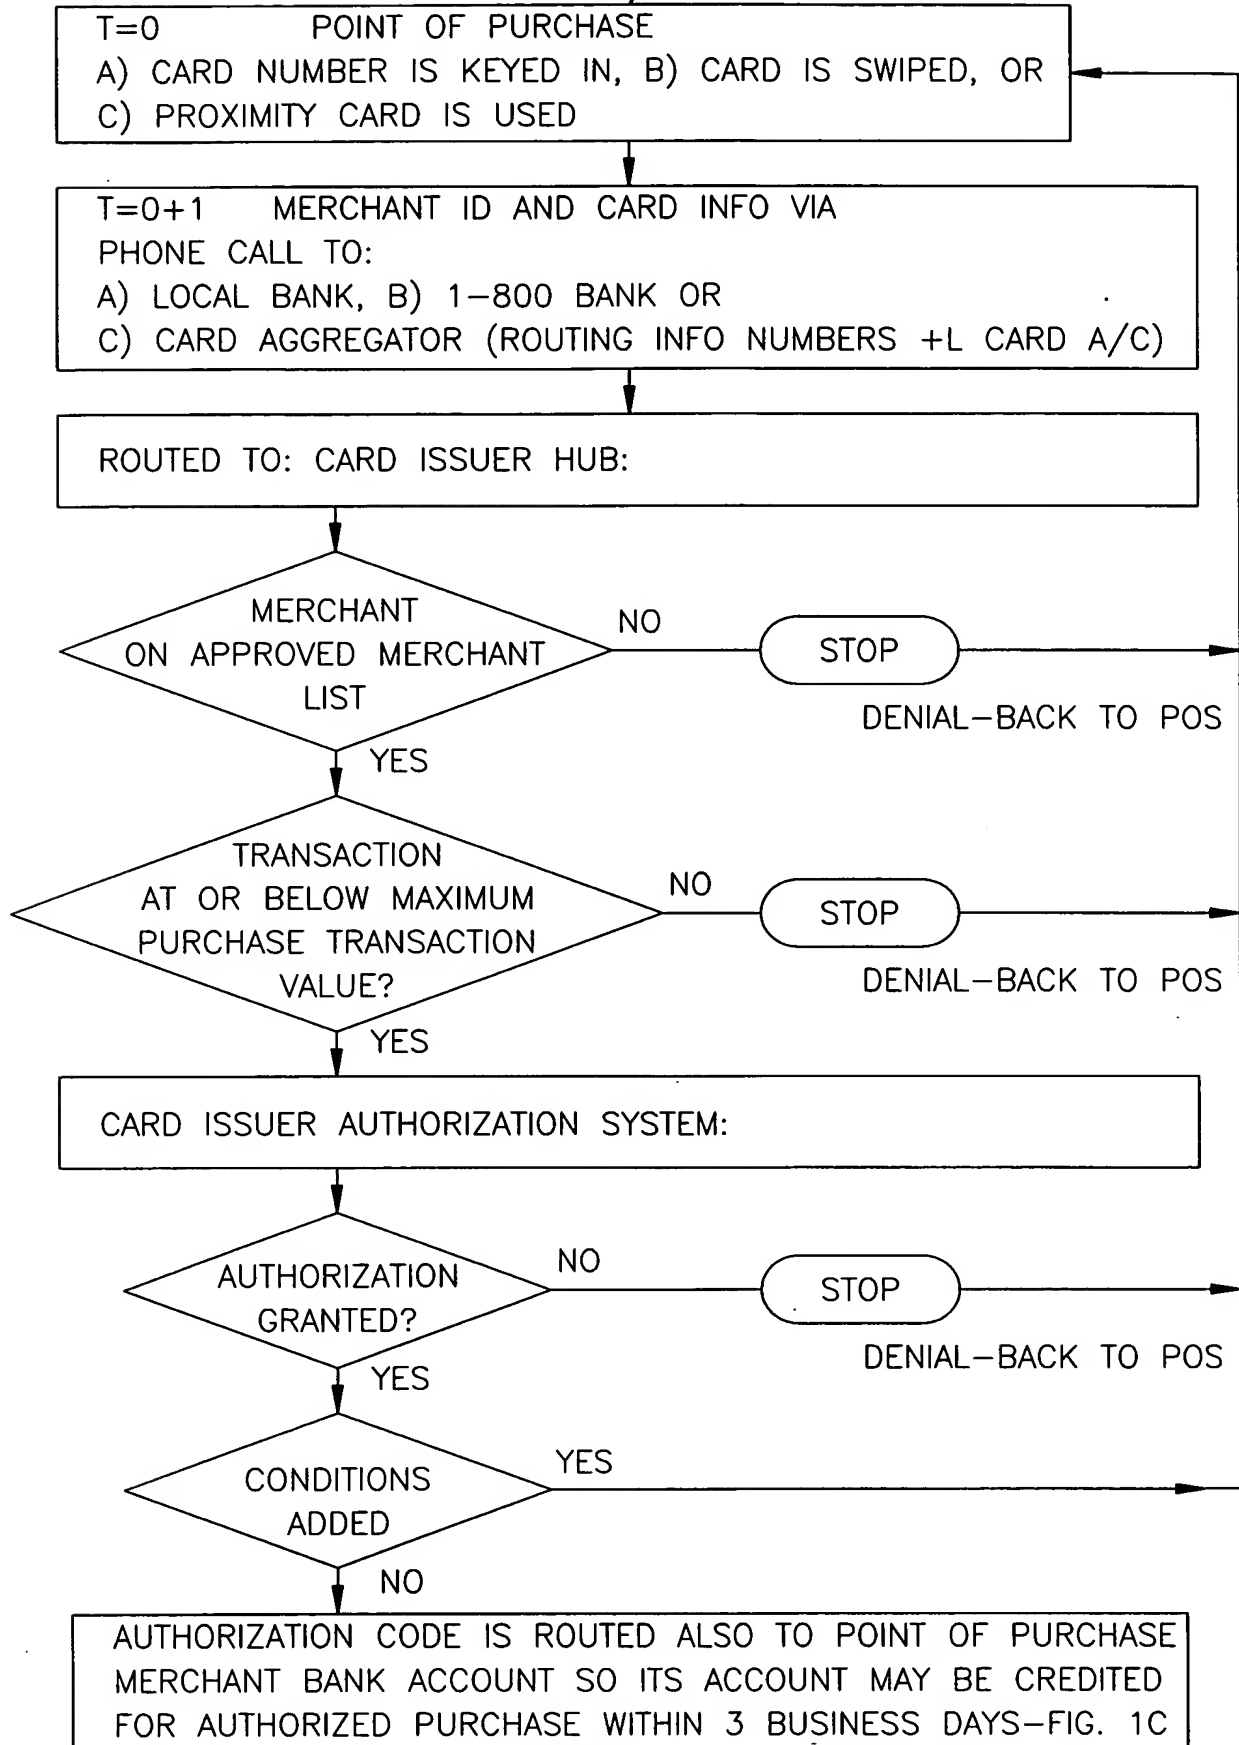 T=0 POINT OF PURCHASE
A) CARD NUMBER IS KEYED IN, B) CARD IS SWIPED, OR
C) PROXIMITY CARD IS USED
T=0+1 MERCHANT ID AND CARD INFO VIA
PHONE CALL TO:
A) LOCAL BANK, B) 1-800 BANK OR
C) CARD AGGREGATOR (ROUTING INFO NUMBERS +L CARD A/C)
ROUTED TO: CARD ISSUER HUB:
MERCHANT
ON APPROVED MERCHANT
LIST
NO
STOP
DENIAL-BACK TO POS
YES
TRANSACTION
AT OR BELOW MAXIMUM
PURCHASE TRANSACTION
VALUE?
NO
STOP
DENIAL-BACK TO POS
YES
CARD ISSUER AUTHORIZATION SYSTEM:
AUTHORIZATION
GRANTED?
NO
STOP
DENIAL-BACK TO POS
YES
CONDITIONS
ADDED
YES
NO
AUTHORIZATION CODE IS ROUTED ALSO TO POINT OF PURCHASE
MERCHANT BANK ACCOUNT SO ITS ACCOUNT MAY BE CREDITED
FOR AUTHORIZED PURCHASE WITHIN 3 BUSINESS DAYS-FIG. 1C